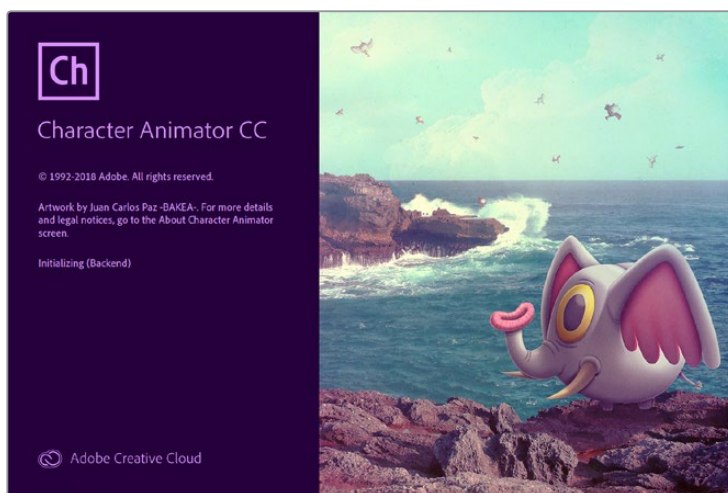 Ch
Character Animator CC
© 1992-2018 Adobe. All rights reserved.
Artwork by Juan Carlos Paz -BAKEA-. For more details
and legal notices, go to the About Character Animator
screen.
Initializing (Backend)
Adobe Creative Cloud